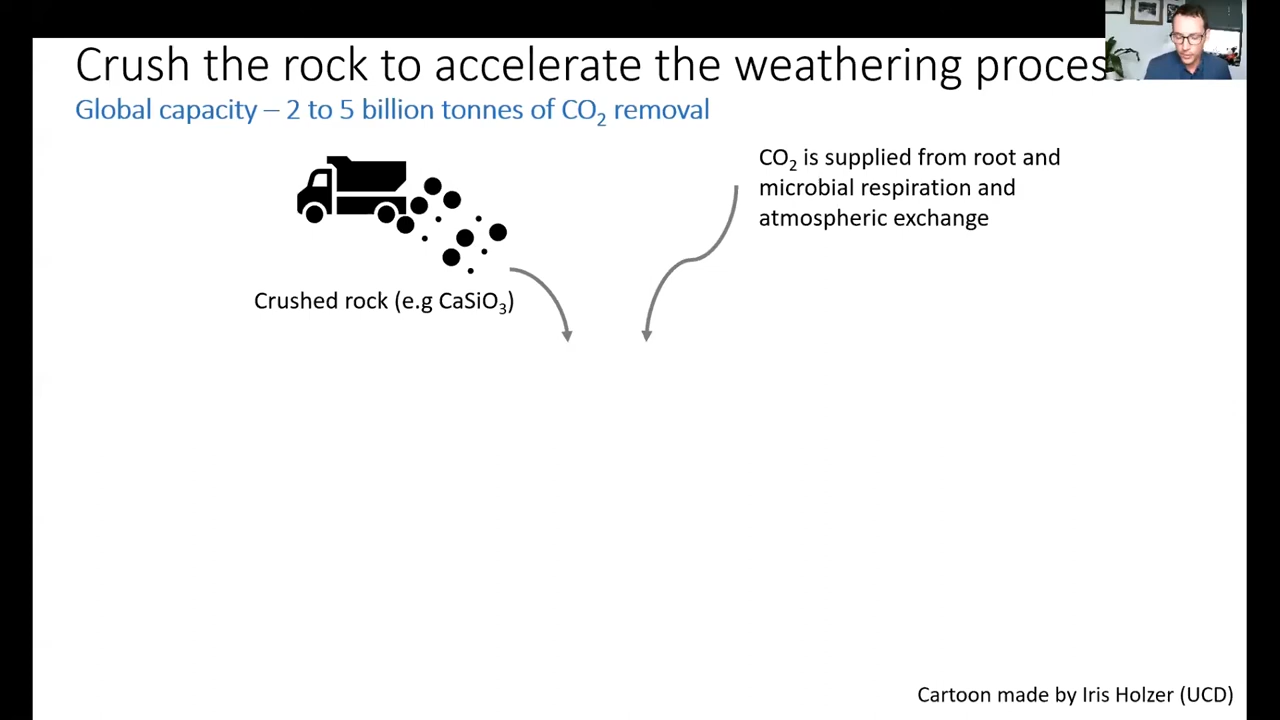 Crush the rock to accelerate the weathering proces
Global capacity – 2 to 5 billion tonnes of CO₂ removal
CO₂ is supplied from root and
microbial respiration and
atmospheric exchange
Crushed rock (e.g CaSiO₃)
Cartoon made by Iris Holzer (UCD)